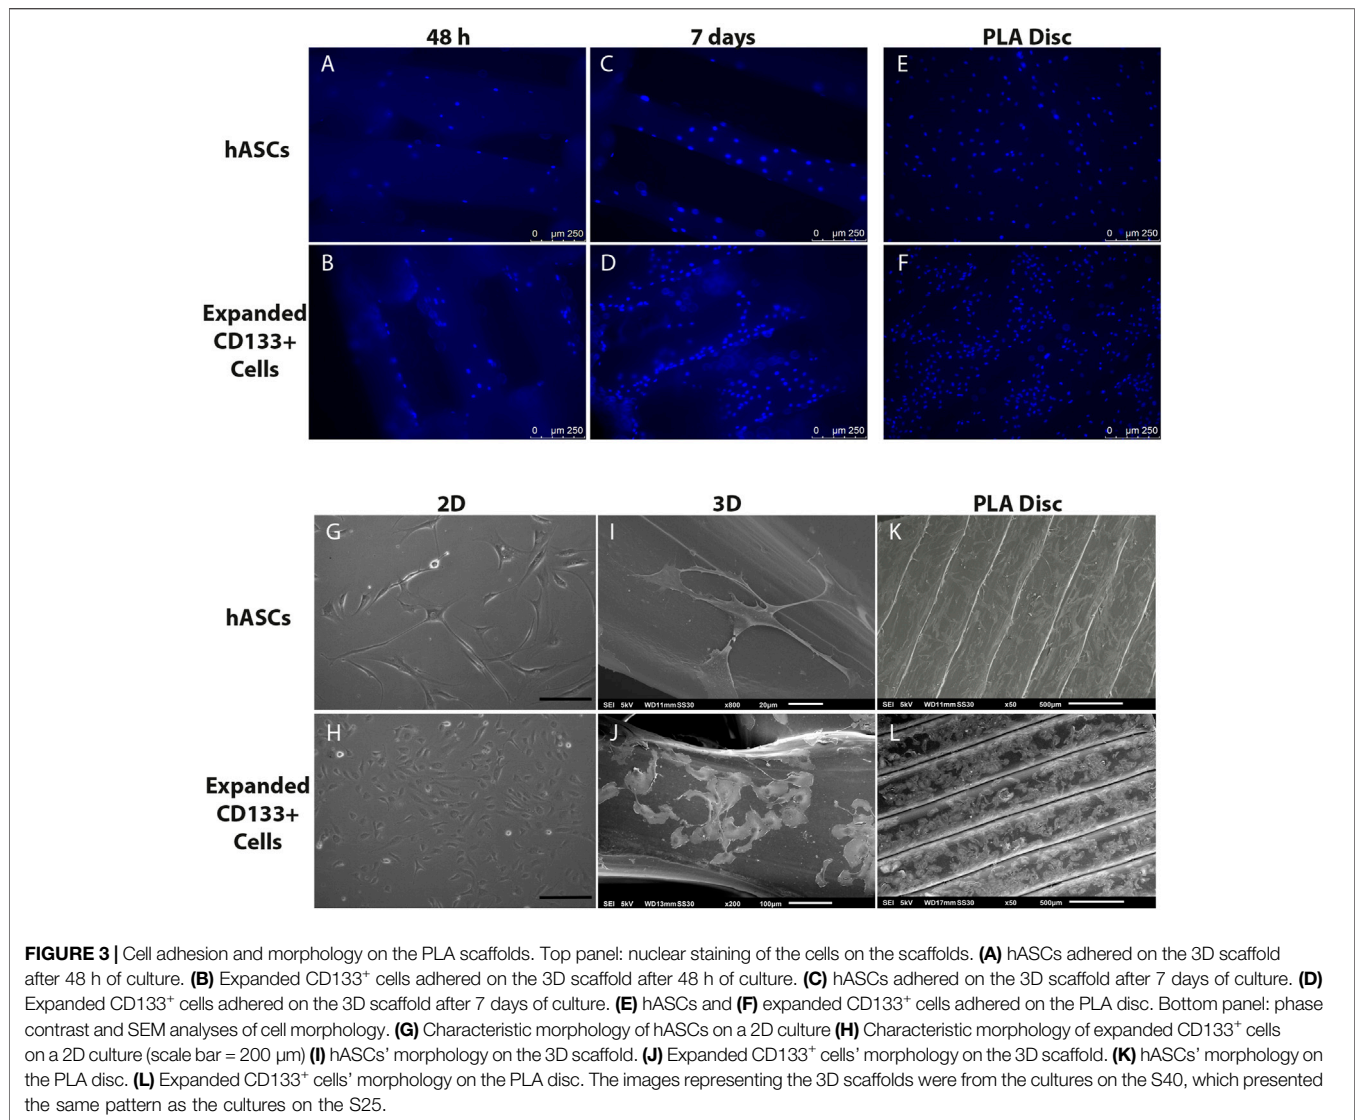 48 h
7 days
PLA Disc
A
C
E
hASCs
0 µm 250
0 µm 250
0 µm 250
B
D
F
Expanded
CD133+
Cells
0 µm 250
0 µm 250
0 µm 250
2D
3D
PLA Disc
G
I
K
hASCs
SEI 5kV WD11mm SS30 x800 20µm
SEI 5kV WD11mm SS30 x50 500µm
H
J
L
Expanded
CD133+
Cells
SEI 5kV WD13mm SS30 x200 100µm
SEI 5kV WD17mm SS30 x50 500µm
FIGURE 3 | Cell adhesion and morphology on the PLA scaffolds. Top panel: nuclear staining of the cells on the scaffolds. (A) hASCs adhered on the 3D scaffold
after 48 h of culture. (B) Expanded CD133⁺ cells adhered on the 3D scaffold after 48 h of culture. (C) hASCs adhered on the 3D scaffold after 7 days of culture. (D)
Expanded CD133⁺ cells adhered on the 3D scaffold after 7 days of culture. (E) hASCs and (F) expanded CD133⁺ cells adhered on the PLA disc. Bottom panel: phase
contrast and SEM analyses of cell morphology. (G) Characteristic morphology of hASCs on a 2D culture (H) Characteristic morphology of expanded CD133⁺ cells
on a 2D culture (scale bar = 200 µm) (I) hASCs’ morphology on the 3D scaffold. (J) Expanded CD133⁺ cells’ morphology on the 3D scaffold. (K) hASCs’ morphology on
the PLA disc. (L) Expanded CD133⁺ cells’ morphology on the PLA disc. The images representing the 3D scaffolds were from the cultures on the S40, which presented
the same pattern as the cultures on the S25.